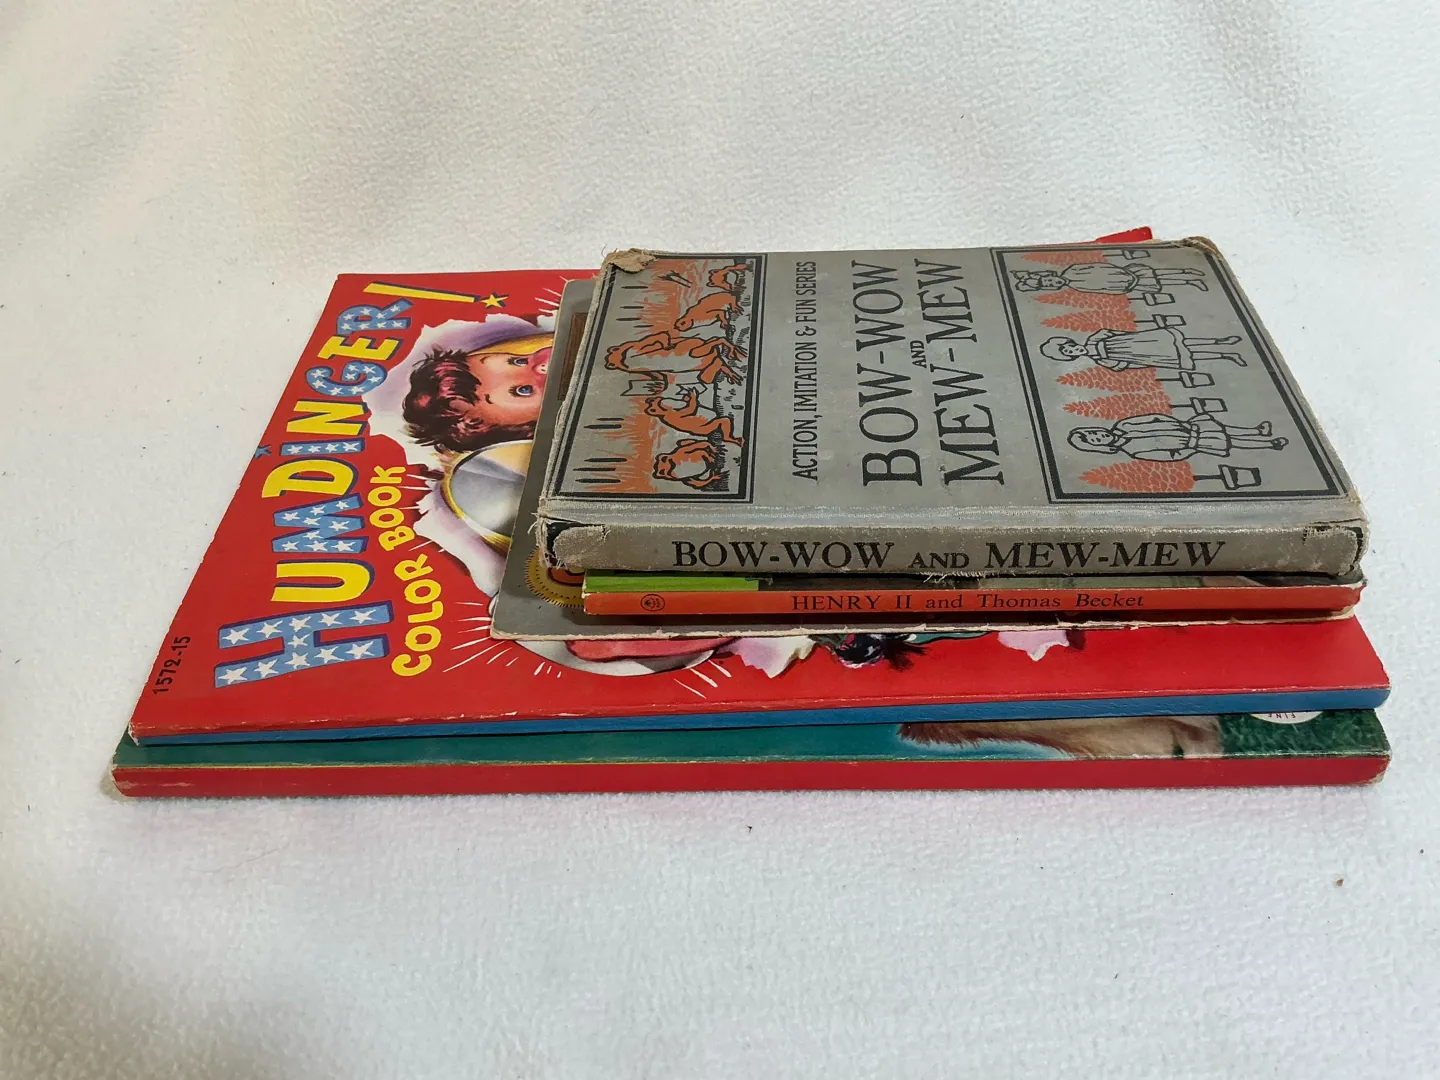 HUMDINGER!
COLOR BOOK
1572-15
ACTION, IMITATION & FUN SERIES
BOW-WOW
AND
MEW-MEW
BOW-WOW AND MEW-MEW
HENRY II and Thomas Becket